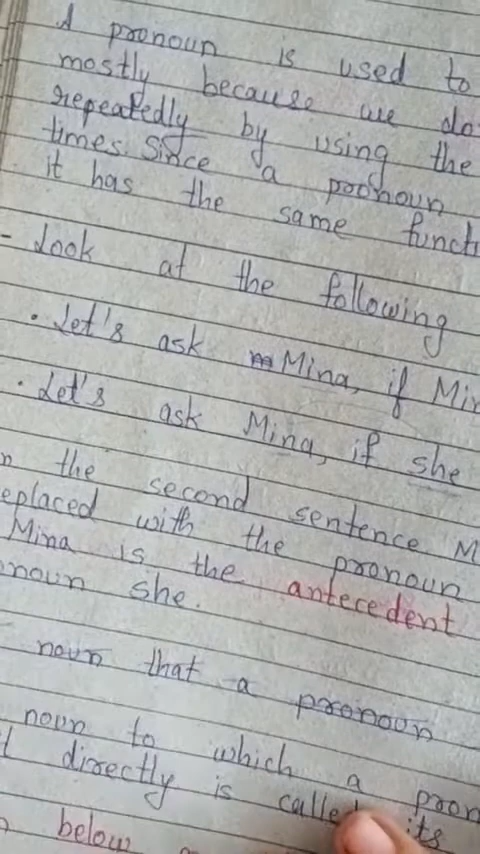 A pronoun is used to
mostly because we do
repeatedly by using the
times. Since a pronoun
it has the same funct
- Look at the following
. Let's ask Mina, if Min
. Let's ask Mina, if she
n the second sentence M
eplaced with the pronoun
Mina is the antecedent
noun she.
noun that a pronoun
noun to which a pron
directly is called its
below